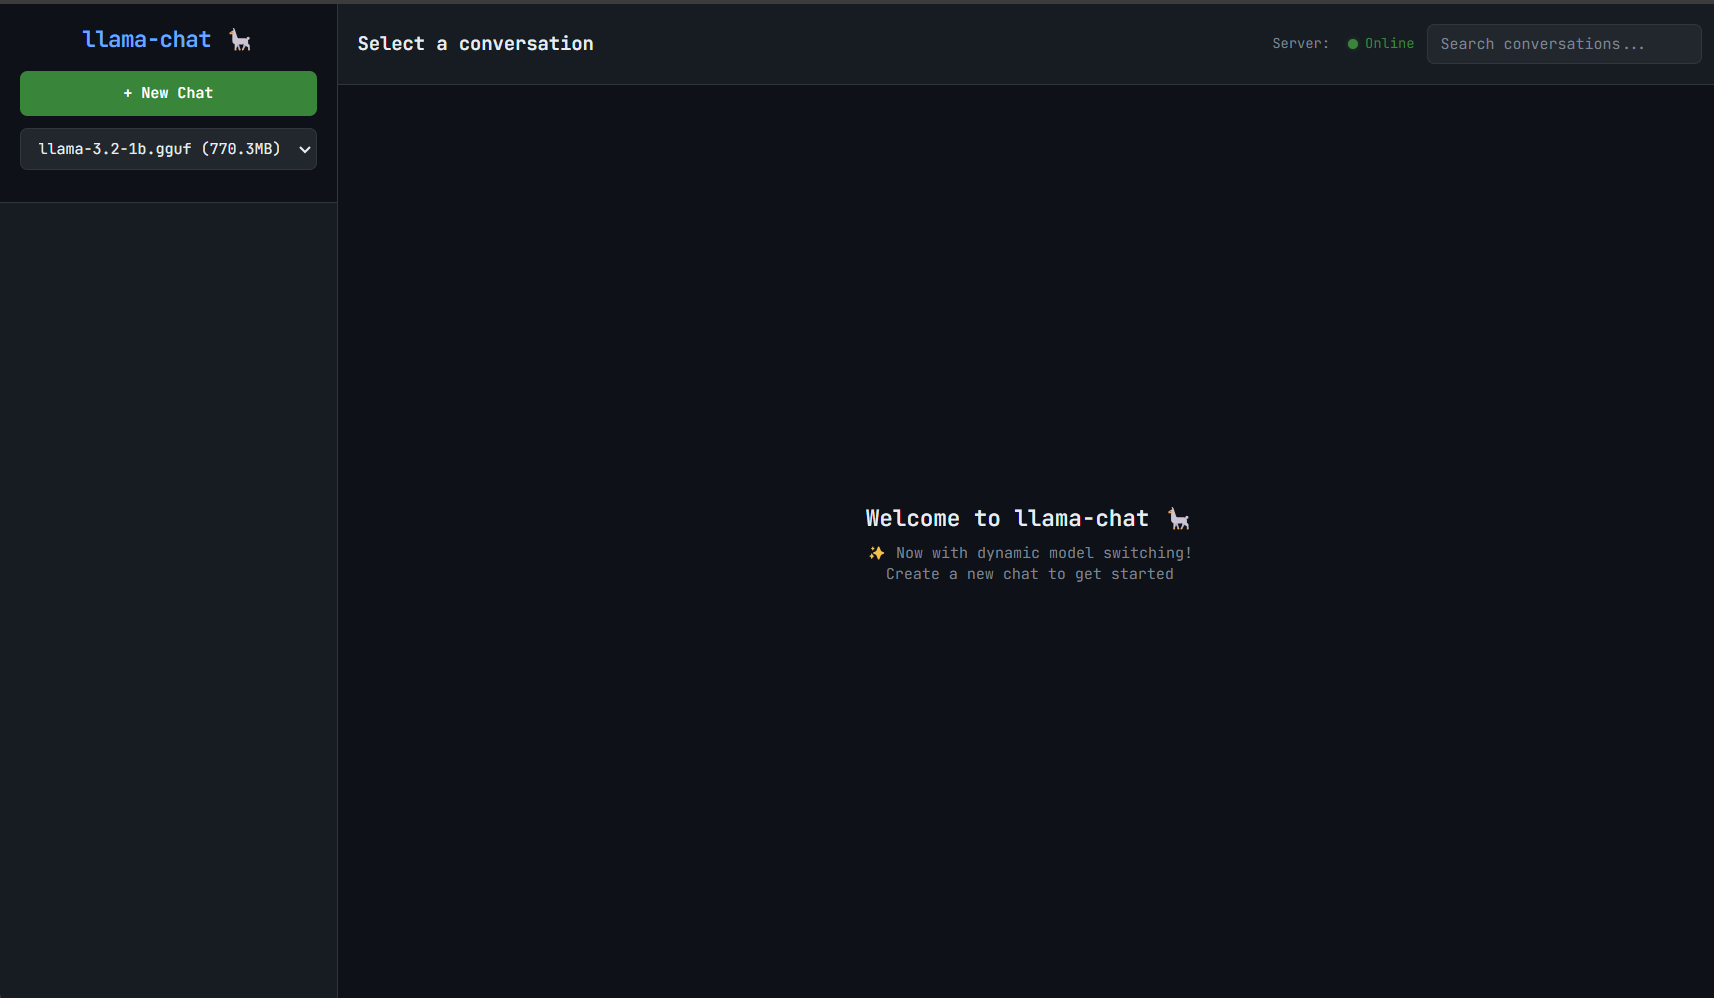 llama-chat 🦙
+ New Chat
llama-3.2-1b.gguf (770.3MB)
Select a conversation
Server: Online
Search conversations...
Welcome to llama-chat 🦙
✨ Now with dynamic model switching!
Create a new chat to get started